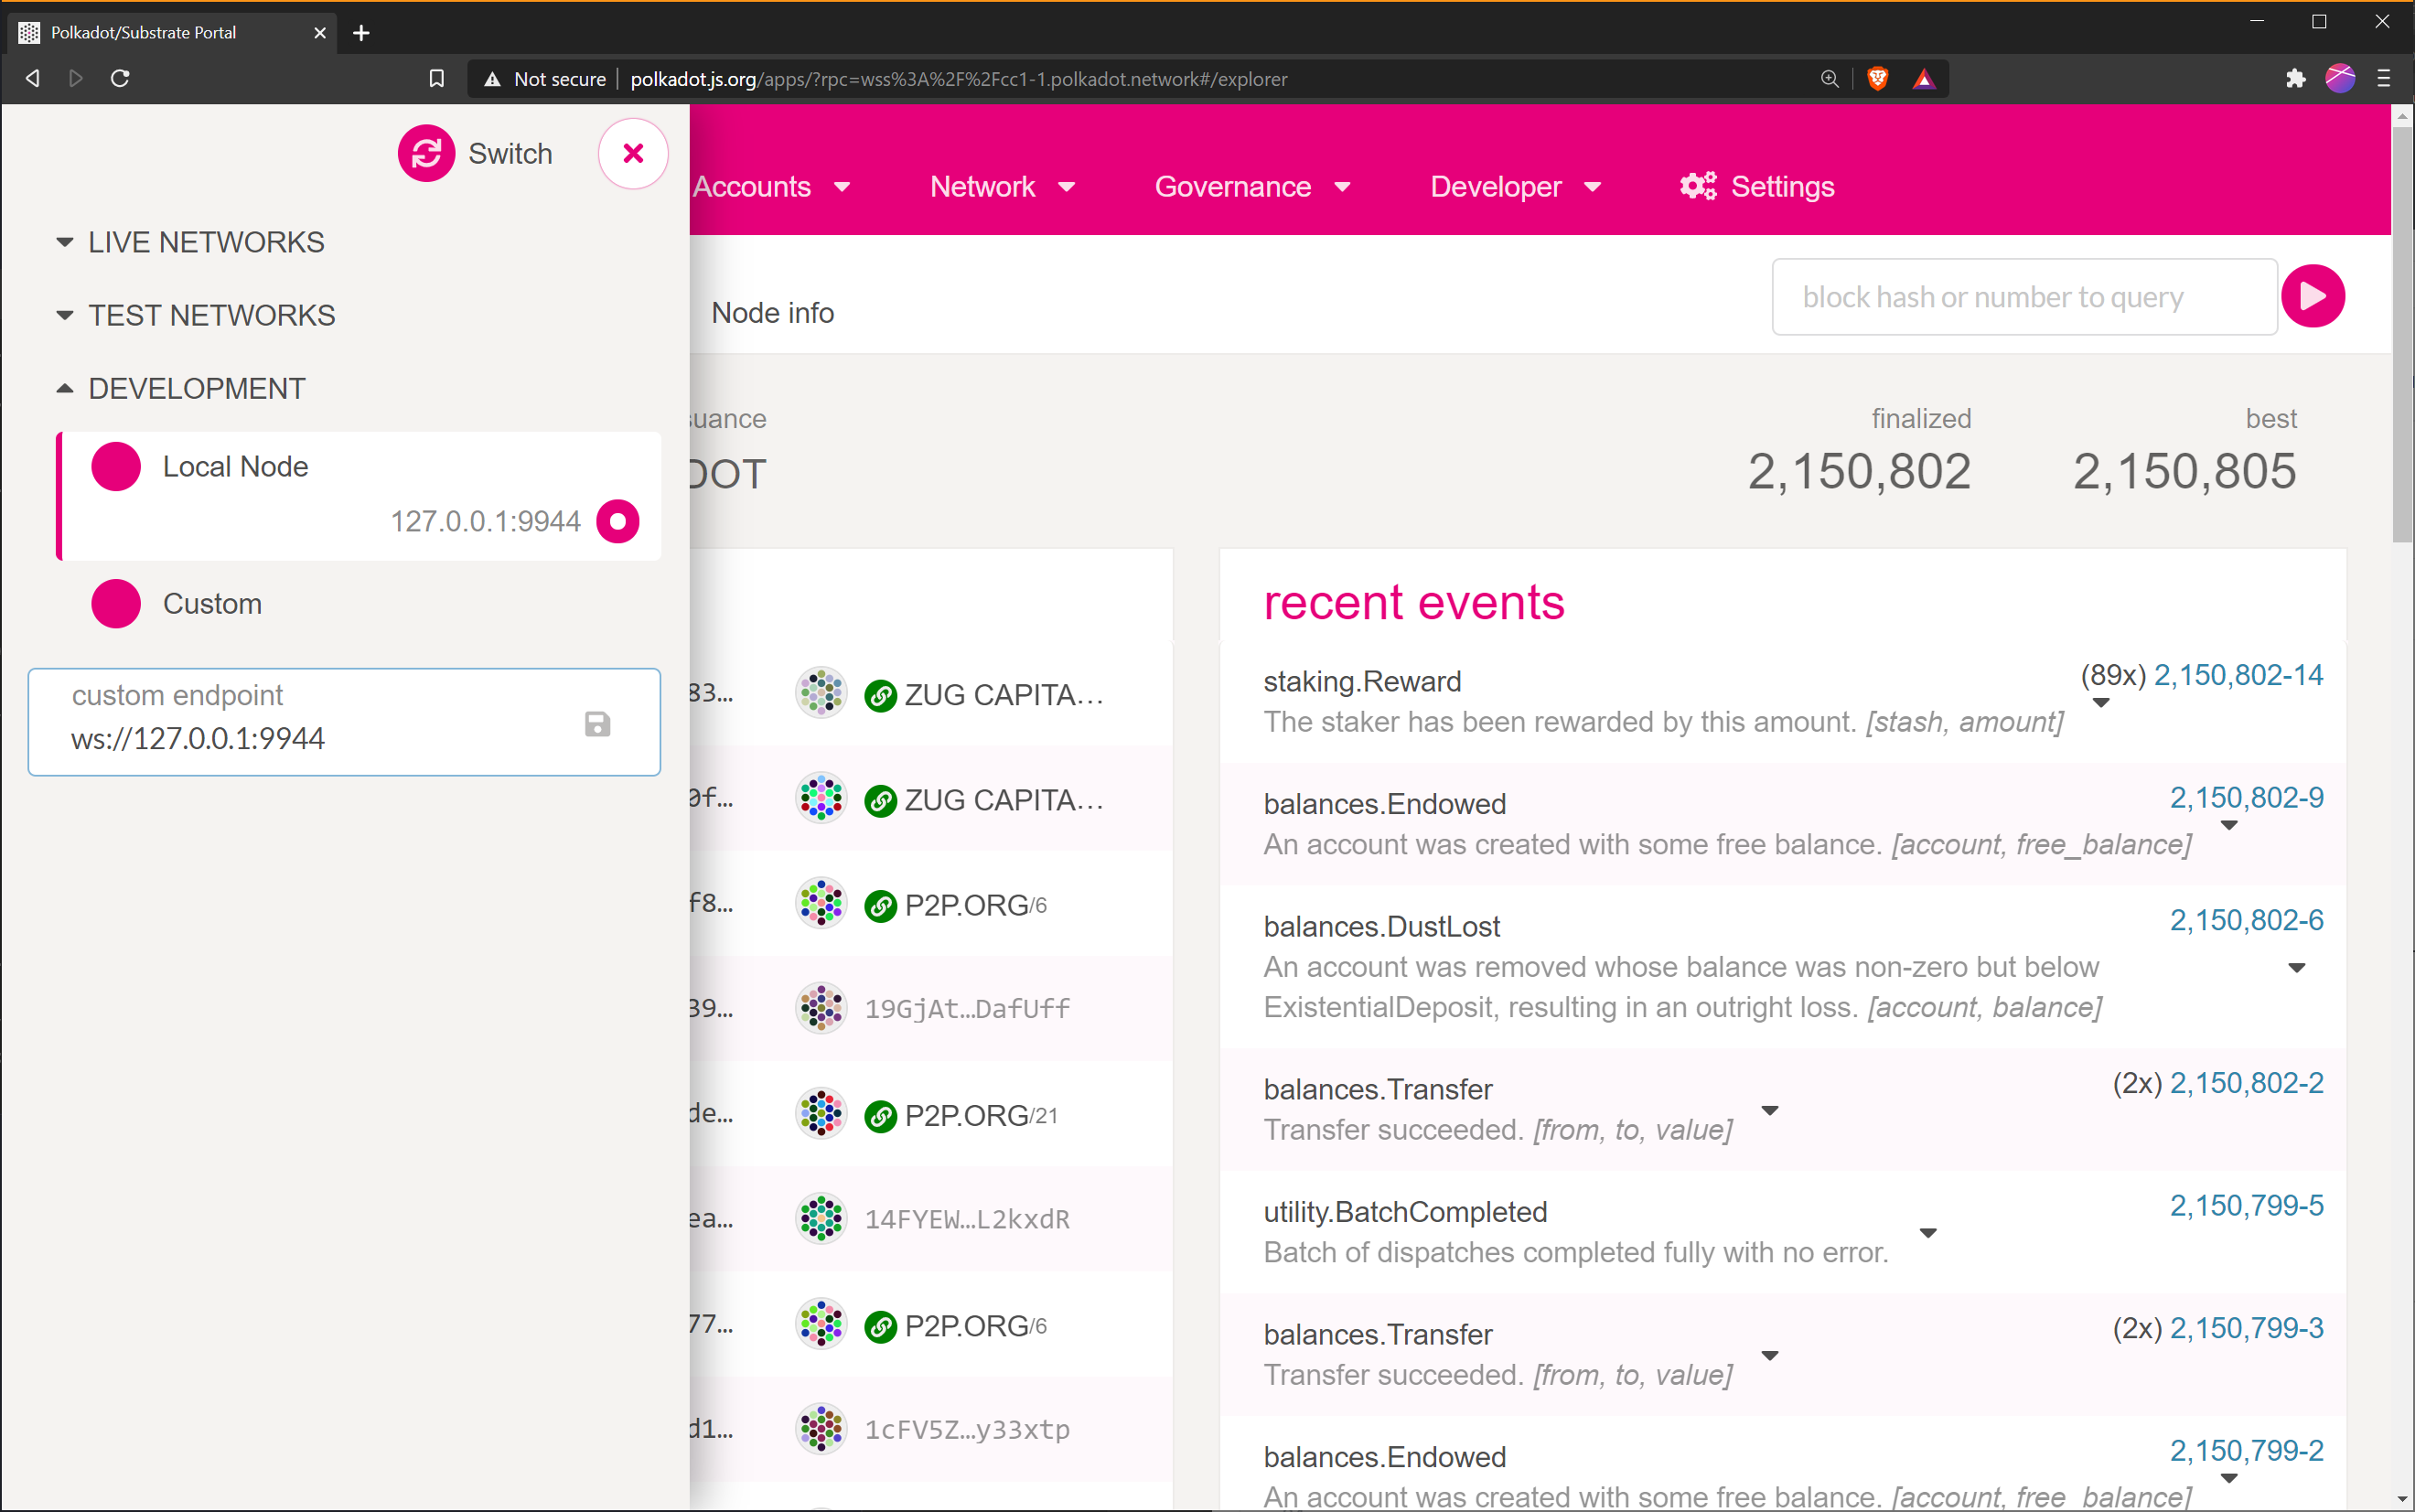 Polkadot/Substrate Portal
Not secure
polkadot.js.org/apps/?rpc=wss%3A%2F%2Fcc1-1.polkadot.network#/explorer
Switch
LIVE NETWORKS
TEST NETWORKS
DEVELOPMENT
Local Node
127.0.0.1:9944
Custom
custom endpoint
ws://127.0.0.1:9944
Accounts
Network
Governance
Developer
Settings
Node info
block hash or number to query
suance
DOT
finalized
2,150,802
best
2,150,805
83…
ZUG CAPITA…
0f…
ZUG CAPITA…
f8…
P2P.ORG/6
39…
19GjAt…DafUff
de…
P2P.ORG/21
ea…
14FYEW…L2kxdR
77…
P2P.ORG/6
d1…
1cFV5Z…y33xtp
recent events
staking.Reward
(89x) 2,150,802-14
The staker has been rewarded by this amount. [stash, amount]
balances.Endowed
2,150,802-9
An account was created with some free balance. [account, free_balance]
balances.DustLost
2,150,802-6
An account was removed whose balance was non-zero but below
ExistentialDeposit, resulting in an outright loss. [account, balance]
balances.Transfer
(2x) 2,150,802-2
Transfer succeeded. [from, to, value]
utility.BatchCompleted
2,150,799-5
Batch of dispatches completed fully with no error.
balances.Transfer
(2x) 2,150,799-3
Transfer succeeded. [from, to, value]
balances.Endowed
2,150,799-2
An account was created with some free balance. [account, free_balance]